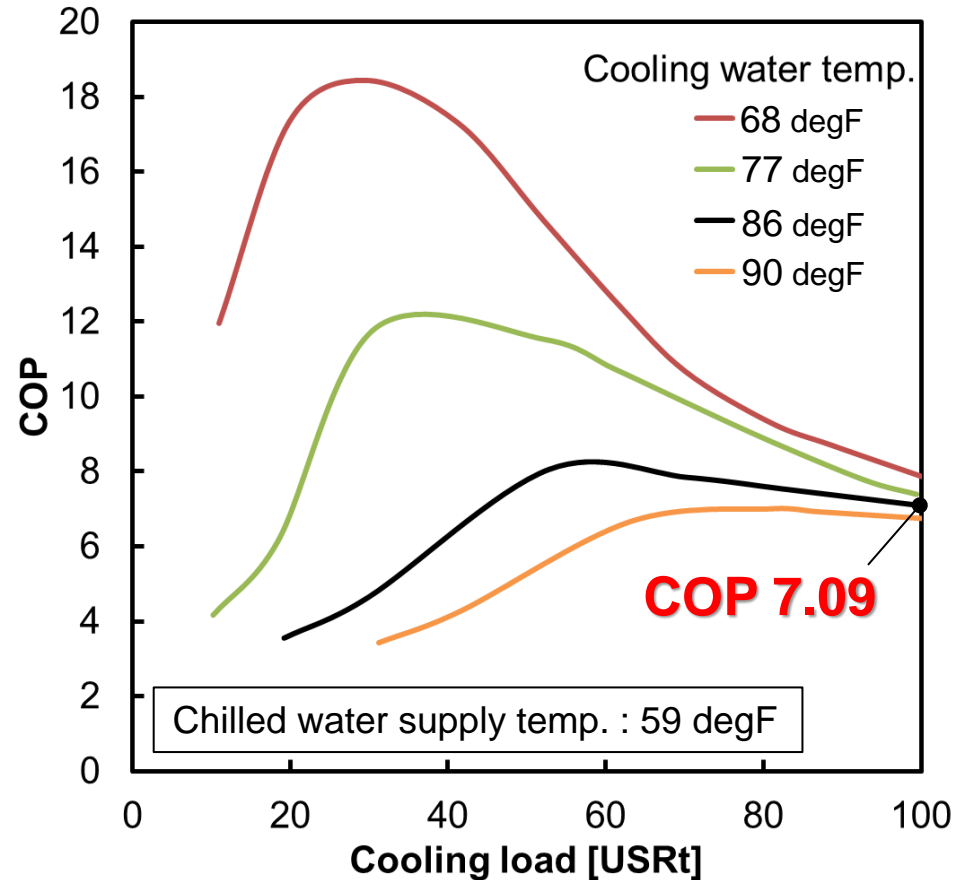 20
18
16
14
12
10
8
6
4
2
0
COP
Cooling water temp.
68 degF
77 degF
86 degF
90 degF
COP 7.09
Chilled water supply temp. : 59 degF
0 20 40 60 80 100
Cooling load [USRt]